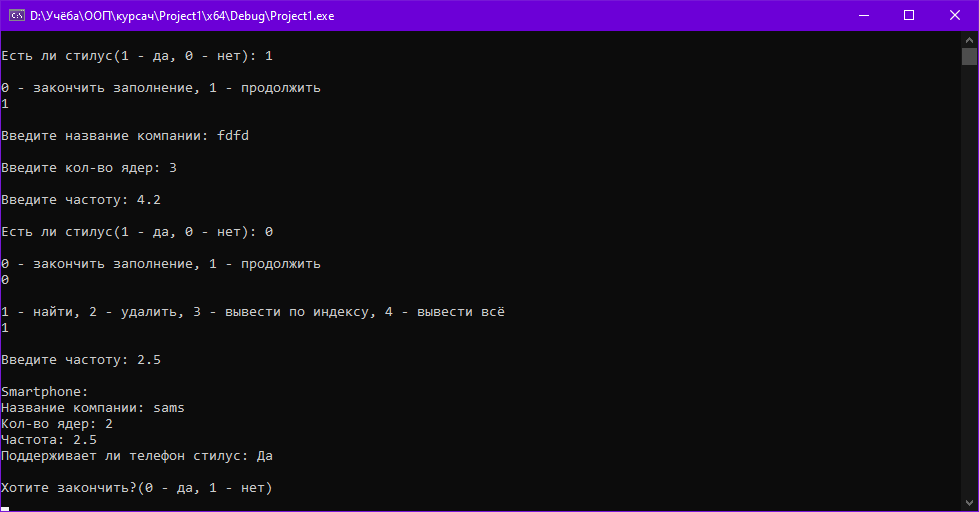 D:\Учёба\ООП\курсач\Project1\x64\Debug\Project1.exe
Есть ли стилус(1 - да, 0 - нет): 1
0 - закончить заполнение, 1 - продолжить
1
Введите название компании: fdfd
Введите кол-во ядер: 3
Введите частоту: 4.2
Есть ли стилус(1 - да, 0 - нет): 0
0 - закончить заполнение, 1 - продолжить
0
1 - найти, 2 - удалить, 3 - вывести по индексу, 4 - вывести всё
1
Введите частоту: 2.5
Smartphone:
Название компании: sams
Кол-во ядер: 2
Частота: 2.5
Поддерживает ли телефон стилус: Да
Хотите закончить?(0 - да, 1 - нет)